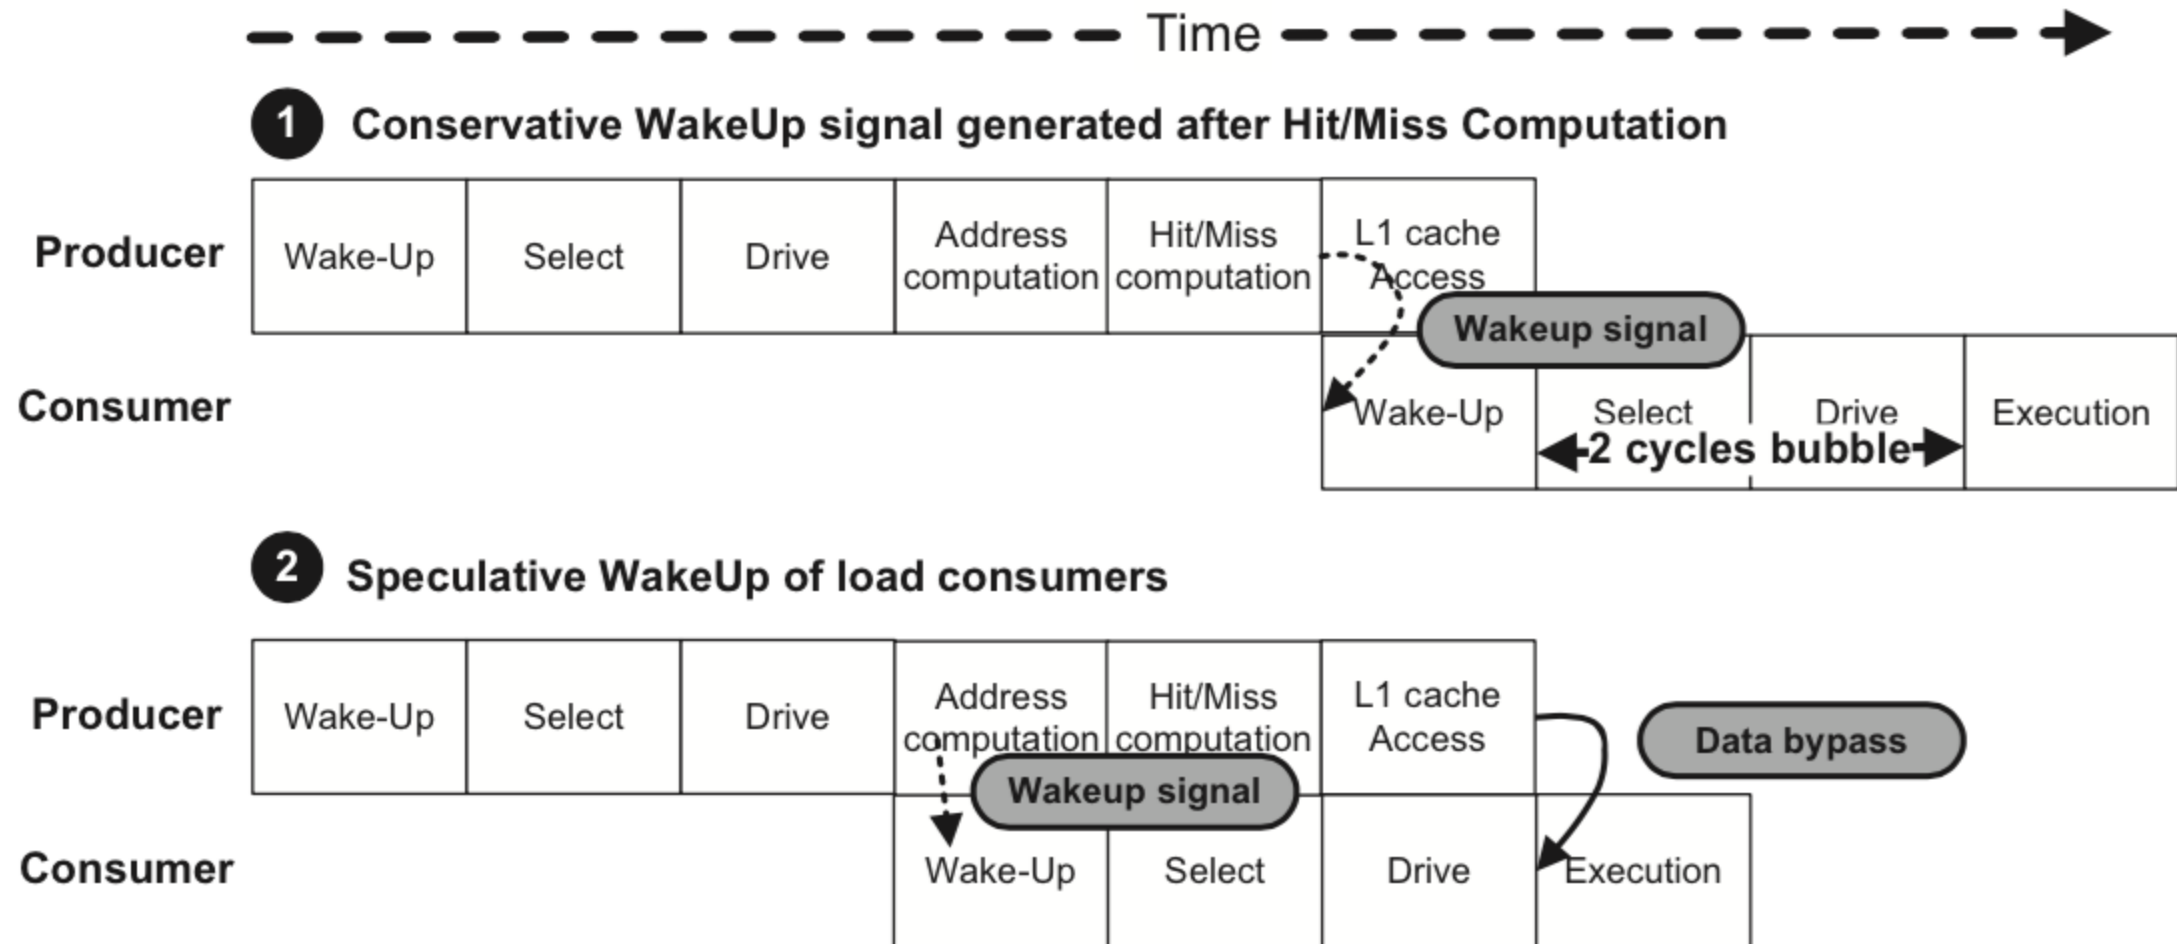 Time
1 Conservative WakeUp signal generated after Hit/Miss Computation
Producer
Wake-Up
Select
Drive
Address
computation
Hit/Miss
computation
L1 cache
Access
Wakeup signal
Consumer
Wake-Up
Select
Drive
Execution
2 cycles bubble
2 Speculative WakeUp of load consumers
Producer
Wake-Up
Select
Drive
Address
computation
Hit/Miss
computation
L1 cache
Access
Data bypass
Wakeup signal
Consumer
Wake-Up
Select
Drive
Execution